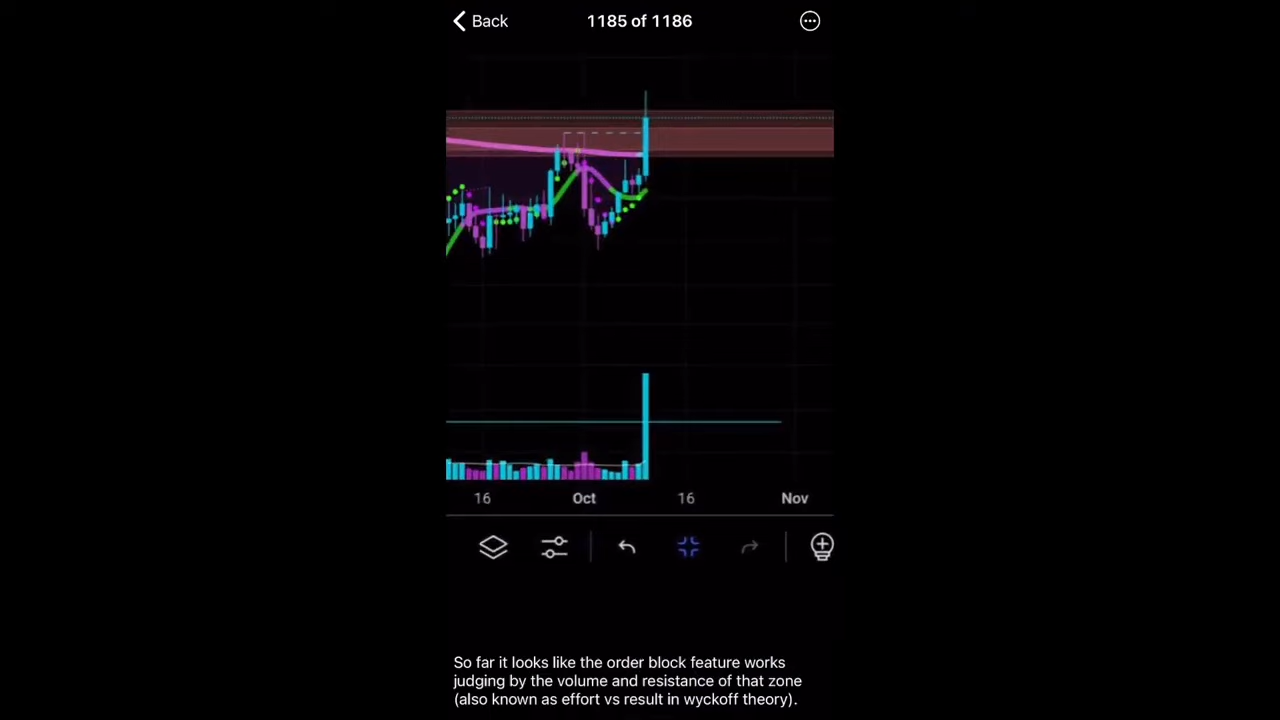 Back
1185 of 1186
16
Oct
16
Nov
So far it looks like the order block feature works
judging by the volume and resistance of that zone
(also known as effort vs result in wyckoff theory).